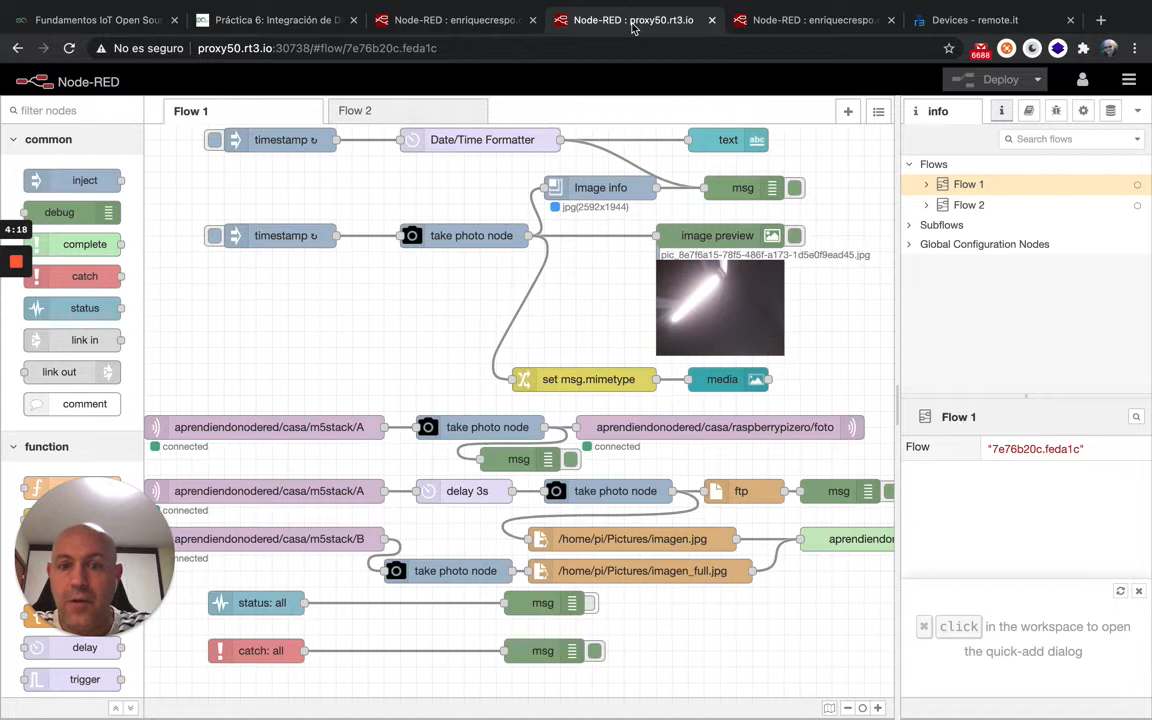 Fundamentos IoT Open Sour
Práctica 6: Integración de D
Node-RED : enriquecrespo.d
Node-RED : proxy50.rt3.io
Node-RED : enriquecrespo.d
Devices - remote.it
No es seguro
proxy50.rt3.io:30738/#flow/7e76b20c.feda1c
6688
Node-RED
Deploy
filter nodes
Flow 1
Flow 2
info
common
Search flows
timestamp ↻
Date/Time Formatter
text
abc
Flows
inject
Image info
msg
Flow 1
jpg(2592x1944)
Flow 2
debug
Subflows
4:18
timestamp ↻
take photo node
image preview
complete
Global Configuration Nodes
pic_8e7f6a15-78f5-486f-a173-1d5e0f9ead45.jpg
catch
status
link in
link out
set msg.mimetype
media
comment
aprendiendonodered/casa/m5stack/A
take photo node
aprendiendonodered/casa/raspberrypizero/foto
Flow 1
connected
connected
function
msg
Flow
"7e76b20c.feda1c"
aprendiendonodered/casa/m5stack/A
delay 3s
take photo node
ftp
msg
connected
aprendiendonodered/casa/m5stack/B
/home/pi/Pictures/imagen.jpg
aprendiendon
connected
take photo node
/home/pi/Pictures/imagen_full.jpg
status: all
msg
⌘ click in the workspace to open
the quick-add dialog
delay
catch: all
msg
trigger